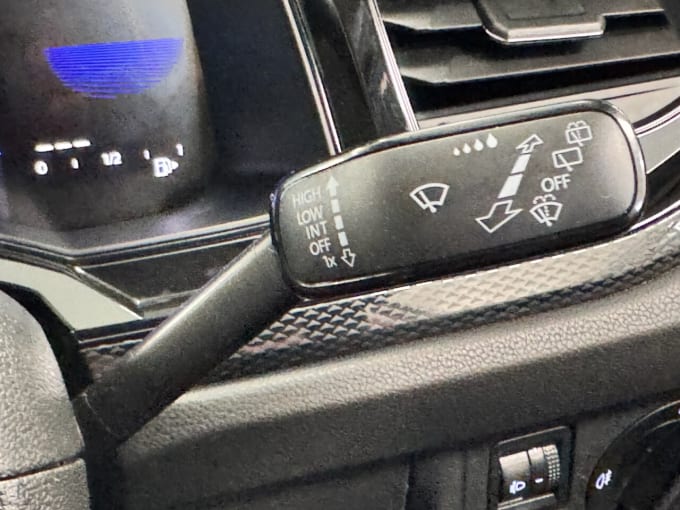 0 1/2 1
HIGH
LOW
INT
OFF
1x
OFF